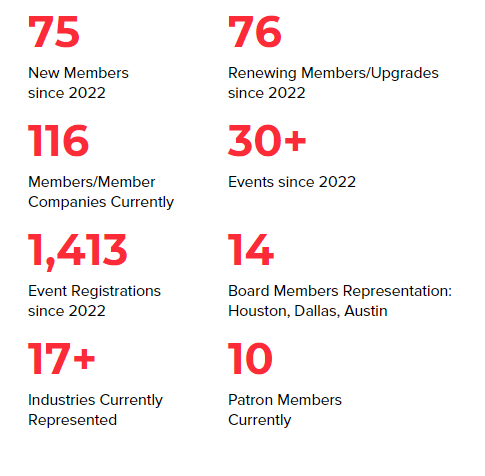 75
New Members
since 2022
76
Renewing Members/Upgrades
since 2022
116
Members/Member
Companies Currently
30+
Events since 2022
1,413
Event Registrations
since 2022
14
Board Members Representation:
Houston, Dallas, Austin
17+
Industries Currently
Represented
10
Patron Members
Currently